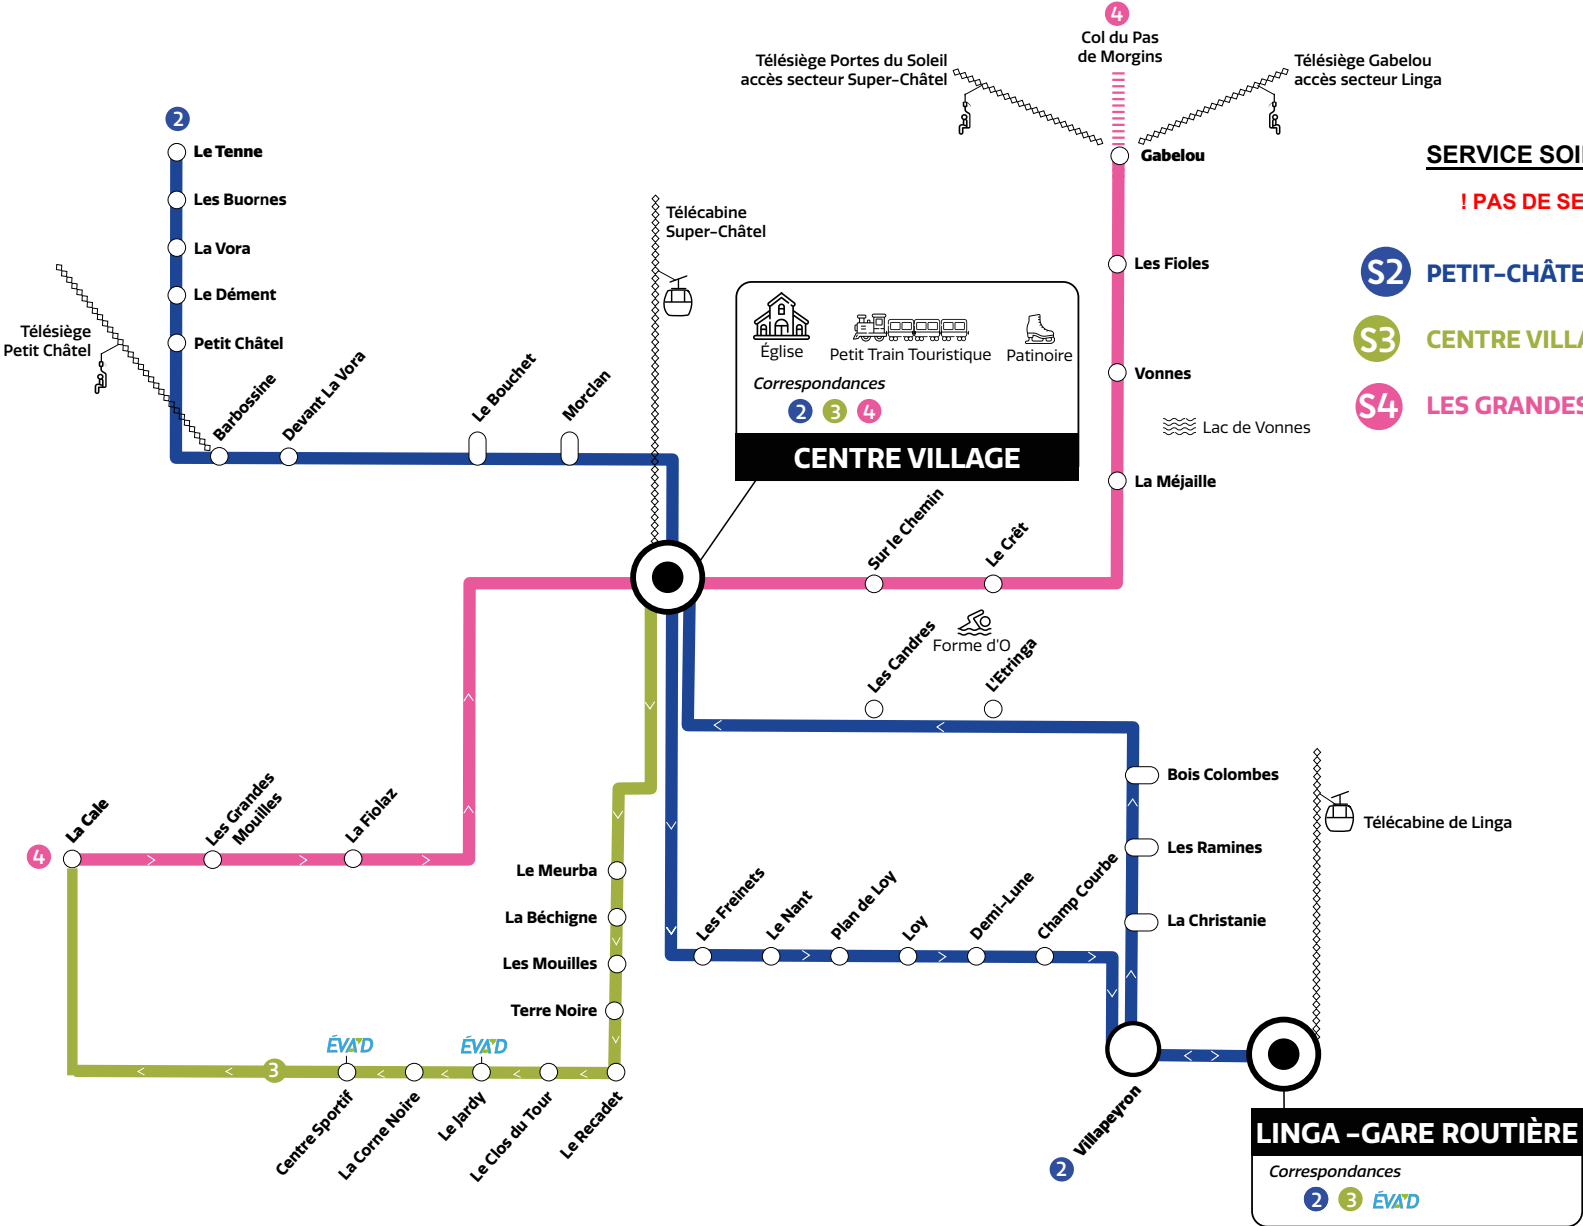 4
Col du Pas
de Morgins
Télésiège Portes du Soleil
accès secteur Super-Châtel
Télésiège Gabelou
accès secteur Linga
2
Le Tenne
Les Buornes
La Vora
Le Dément
Petit Châtel
Télésiège
Petit Châtel
Barbossine
Devant La Vora
Le Bouchet
Morclan
Télécabine
Super-Châtel
Église
Petit Train Touristique
Patinoire
Correspondances
2 3 4
CENTRE VILLAGE
Gabelou
Les Fioles
Vonnes
Lac de Vonnes
La Méjaille
SERVICE SOI
! PAS DE SE
S2 PETIT-CHÂTE
S3 CENTRE VILLA
S4 LES GRANDES
Sur le Chemin
Le Crêt
Forme d'O
Les Candres
L'Etringa
Bois Colombes
Les Ramines
La Christanie
Télécabine de Linga
4
La Cale
Les Grandes
Mouilles
La Fiolaz
Le Meurba
La Béchigne
Les Mouilles
Terre Noire
Les Freinets
Le Nant
Plan de Loy
Loy
Demi-Lune
Champ Courbe
ÉVA'D
ÉVA'D
3
Centre Sportif
La Corne Noire
Le Jardy
Le Clos du Tour
Le Recadet
Villapeyron
2
LINGA -GARE ROUTIÈRE
Correspondances
2 3 ÉVA'D